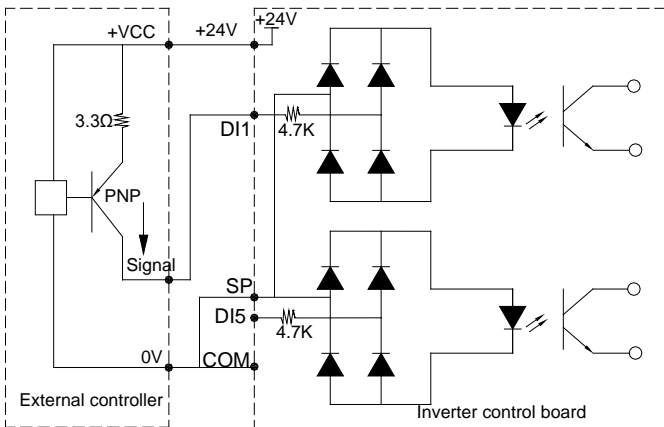 +VCC
+24V
+24V
3.3Ω
DI1
4.7K
PNP
Signal
SP
DI5
4.7K
0V
COM
External controller
Inverter control board